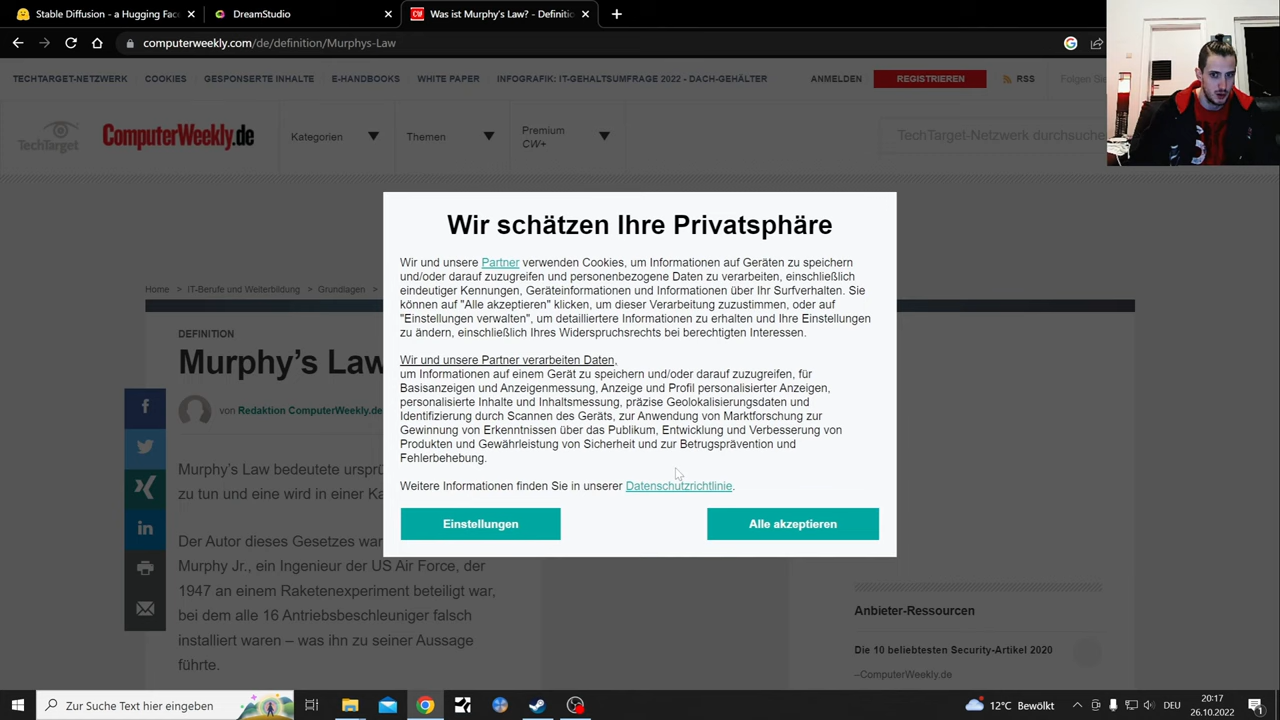 Stable Diffusion - a Hugging Face
DreamStudio
Was ist Murphy's Law? - Definitio
computerweekly.com/de/definition/Murphys-Law
TECHTARGET-NETZWERK
COOKIES
GESPONSERTE INHALTE
E-HANDBOOKS
WHITE PAPER
INFOGRAFIK: IT-GEHALTSUMFRAGE 2022 - DACH-GEHÄLTER
ANMELDEN
REGISTRIEREN
RSS
Folgen Sie
TechTarget
ComputerWeekly.de
Kategorien
Themen
Premium
CW+
TechTarget-Netzwerk durchsuche
Wir schätzen Ihre Privatsphäre
Wir und unsere Partner verwenden Cookies, um Informationen auf Geräten zu speichern
und/oder darauf zuzugreifen und personenbezogene Daten zu verarbeiten, einschließlich
eindeutiger Kennungen, Geräteinformationen und Informationen über Ihr Surfverhalten. Sie
können auf "Alle akzeptieren" klicken, um dieser Verarbeitung zuzustimmen, oder auf
"Einstellungen verwalten", um detailliertere Informationen zu erhalten und Ihre Einstellungen
zu ändern, einschließlich Ihres Widerspruchsrechts bei berechtigten Interessen.
Wir und unsere Partner verarbeiten Daten,
um Informationen auf einem Gerät zu speichern und/oder darauf zuzugreifen, für
Basisanzeigen und Anzeigenmessung, Anzeige und Profil personalisierter Anzeigen,
personalisierte Inhalte und Inhaltsmessung, präzise Geolokalisierungsdaten und
Identifizierung durch Scannen des Geräts, zur Anwendung von Marktforschung zur
Gewinnung von Erkenntnissen über das Publikum, Entwicklung und Verbesserung von
Produkten und Gewährleistung von Sicherheit und zur Betrugsprävention und
Fehlerbehebung.
Weitere Informationen finden Sie in unserer Datenschutzrichtlinie.
Einstellungen
Alle akzeptieren
Home > IT-Berufe und Weiterbildung > Grundlagen >
DEFINITION
Murphy's Law
von Redaktion ComputerWeekly.de
Murphy's Law bedeutete ursprü
zu tun und eine wird in einer Ka
Der Autor dieses Gesetzes war
Murphy Jr., ein Ingenieur der US Air Force, der
1947 an einem Raketenexperiment beteiligt war,
bei dem alle 16 Antriebsbeschleuniger falsch
installiert waren – was ihn zu seiner Aussage
führte.
Anbieter-Ressourcen
Die 10 beliebtesten Security-Artikel 2020
–ComputerWeekly.de
Zur Suche Text hier eingeben
12°C Bewölkt
DEU
20:17
26.10.2022